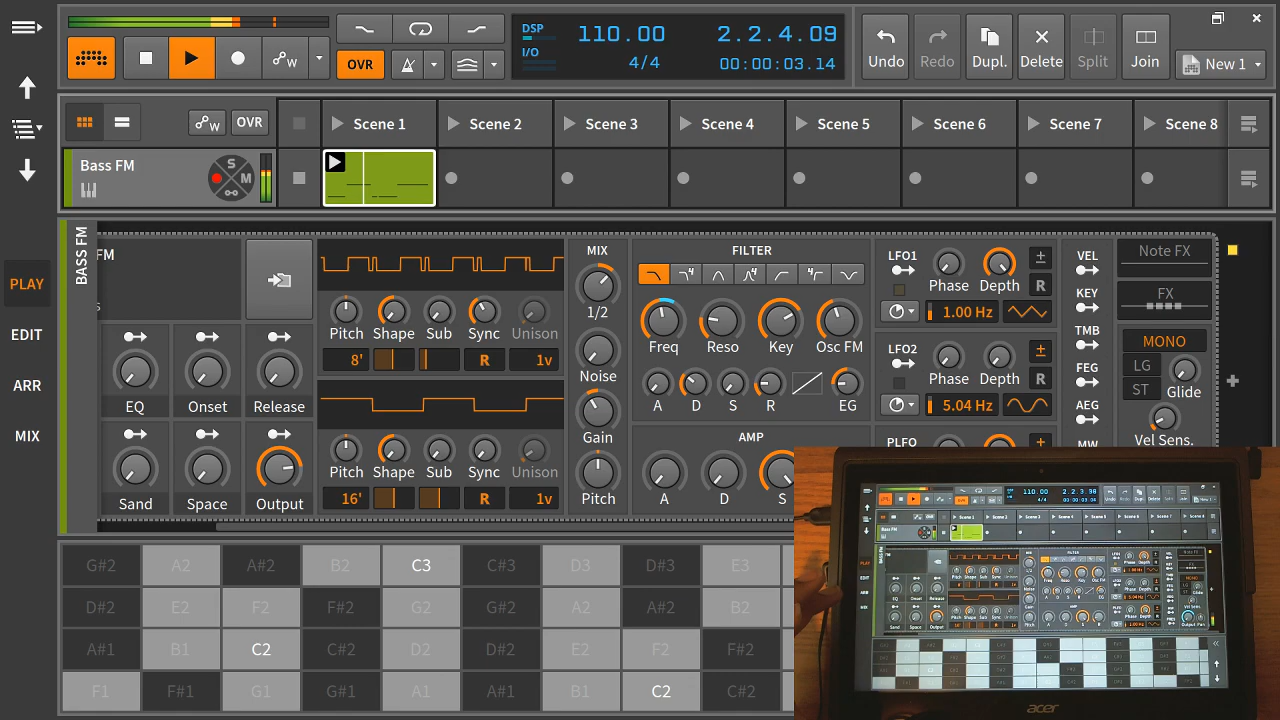 DSP
110.00
2.2.4.09
I/O
4/4
00:00:03.14
OVR
Undo
Redo
Dupl.
Delete
Split
Join
New 1
W
OVR
Scene 1
Scene 2
Scene 3
Scene 4
Scene 5
Scene 6
Scene 7
Scene 8
Bass FM
S
M
PLAY
EDIT
ARR
MIX
BASS FM
FM
s
EQ
Onset
Release
Sand
Space
Output
Pitch
Shape
Sub
Sync
Unison
8'
R
1v
Pitch
Shape
Sub
Sync
Unison
16'
R
1v
MIX
1/2
Noise
Gain
Pitch
FILTER
4
4
4
Freq
Reso
Key
Osc FM
A
D
S
R
EG
AMP
A
D
S
LFO1
Phase
Depth
±
R
1.00 Hz
LFO2
Phase
Depth
±
R
5.04 Hz
PLFO
±
VEL
KEY
TMB
FEG
AEG
MW
Note FX
FX
MONO
LG
ST
Glide
Vel Sens.
G#2
A2
A#2
B2
C3
C#3
D3
D#3
E3
D#2
E2
F2
F#2
G2
G#2
A2
A#2
B2
A#1
B1
C2
C#2
D2
D#2
E2
F2
F#2
F1
F#1
G1
G#1
A1
A#1
B1
C2
C#2
acer